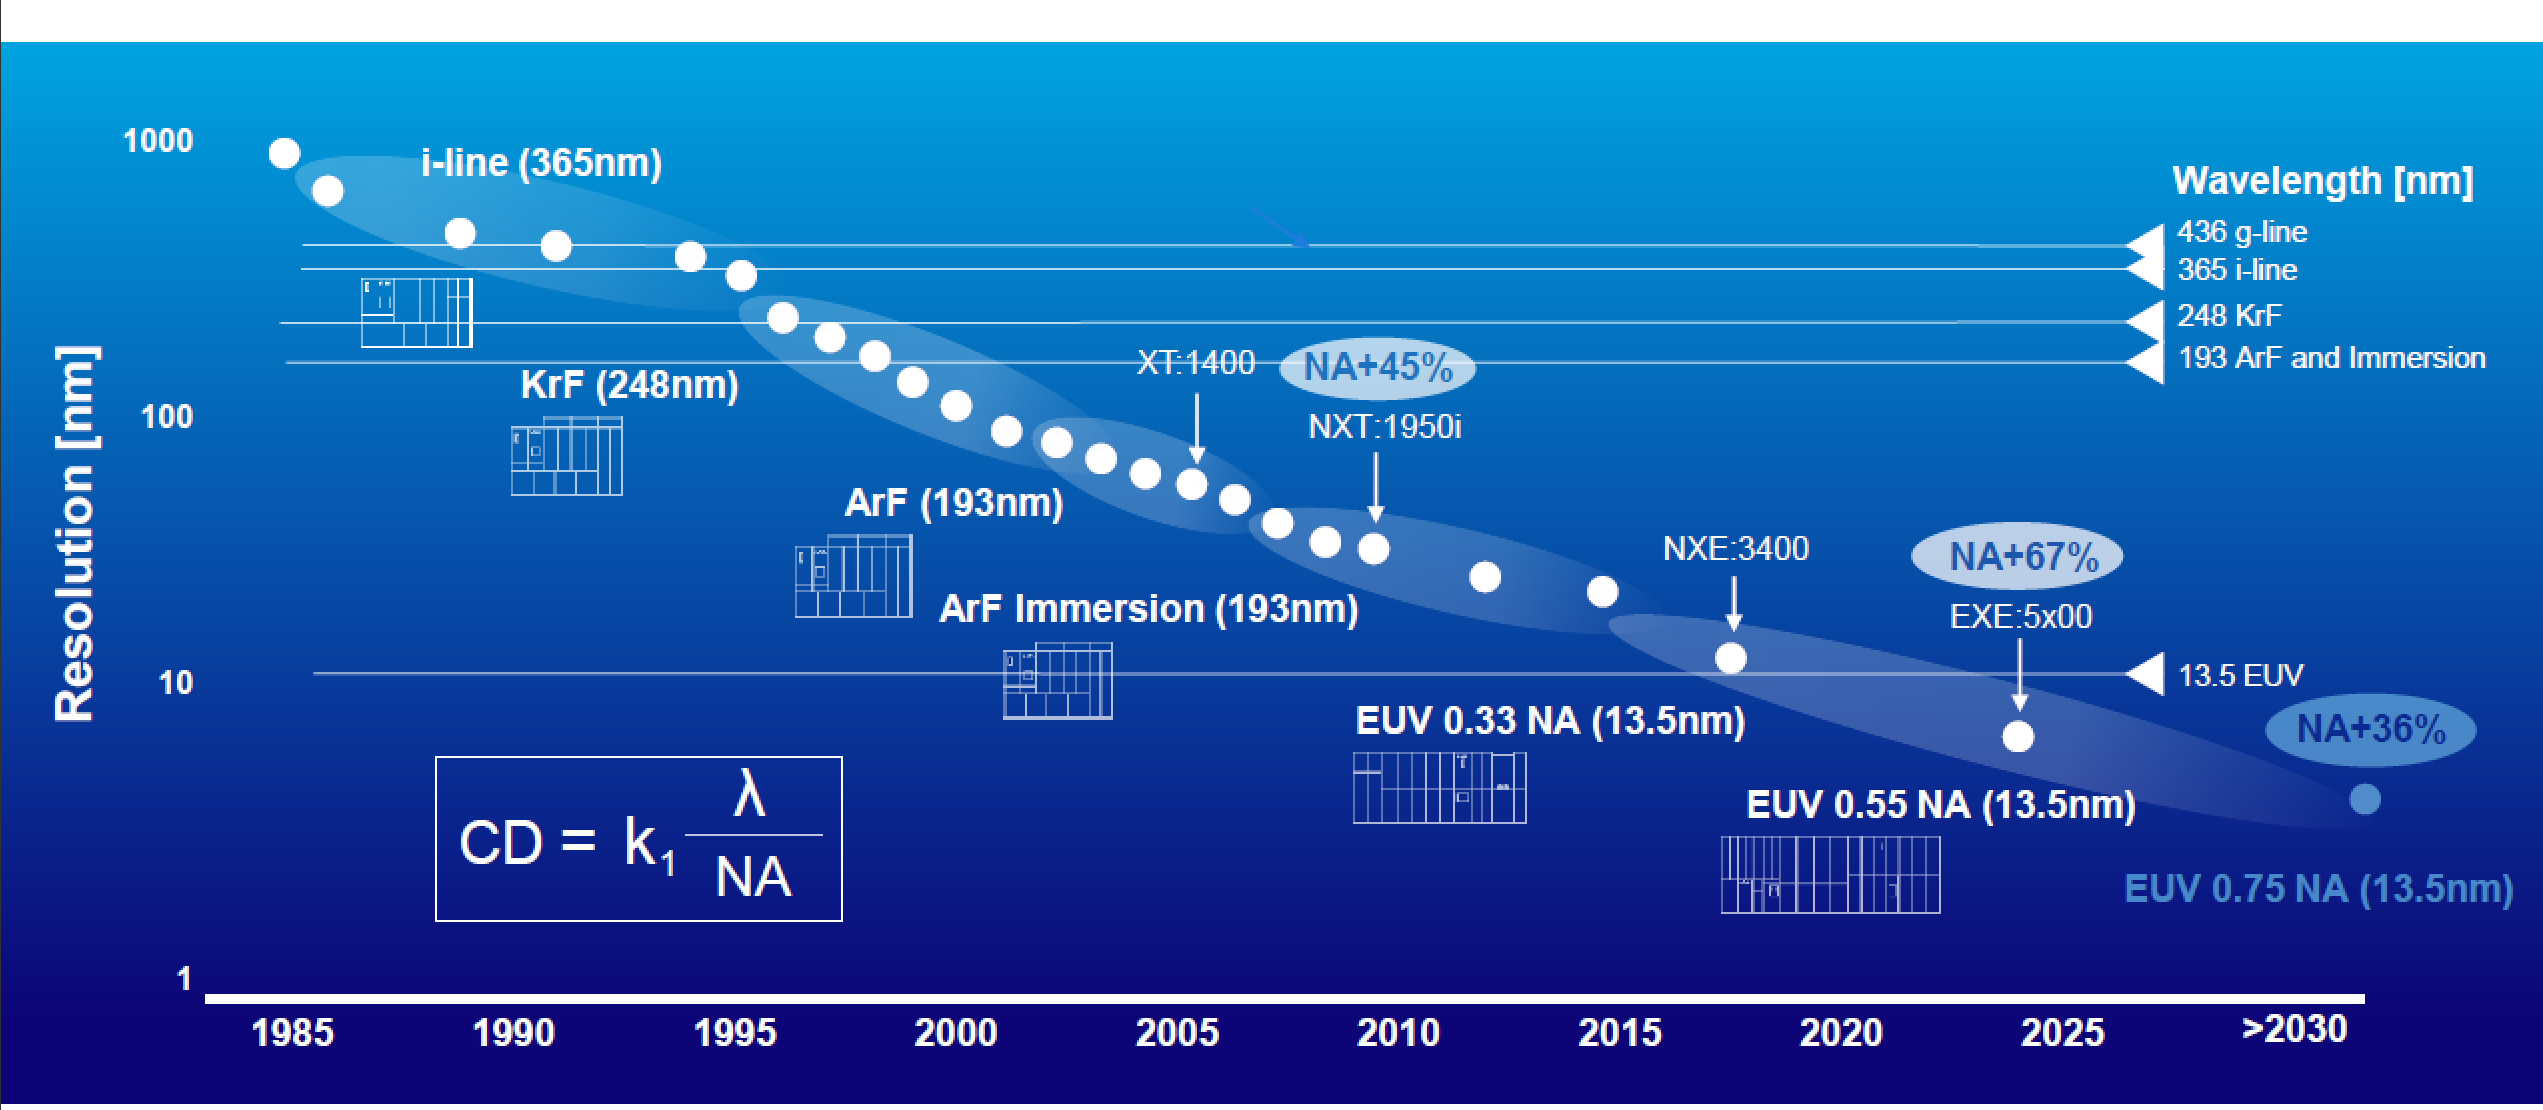 1000
100
10
1
Resolution [nm]
i-line (365nm)
KrF (248nm)
ArF (193nm)
ArF Immersion (193nm)
EUV 0.33 NA (13.5nm)
EUV 0.55 NA (13.5nm)
EUV 0.75 NA (13.5nm)
XT:1400
NA+45%
NXT:1950i
NXE:3400
NA+67%
EXE:5x00
NA+36%
Wavelength [nm]
436 g-line
365 i-line
248 KrF
193 ArF and Immersion
13.5 EUV
CD = k₁ λ / NA
1985 1990 1995 2000 2005 2010 2015 2020 2025 >2030